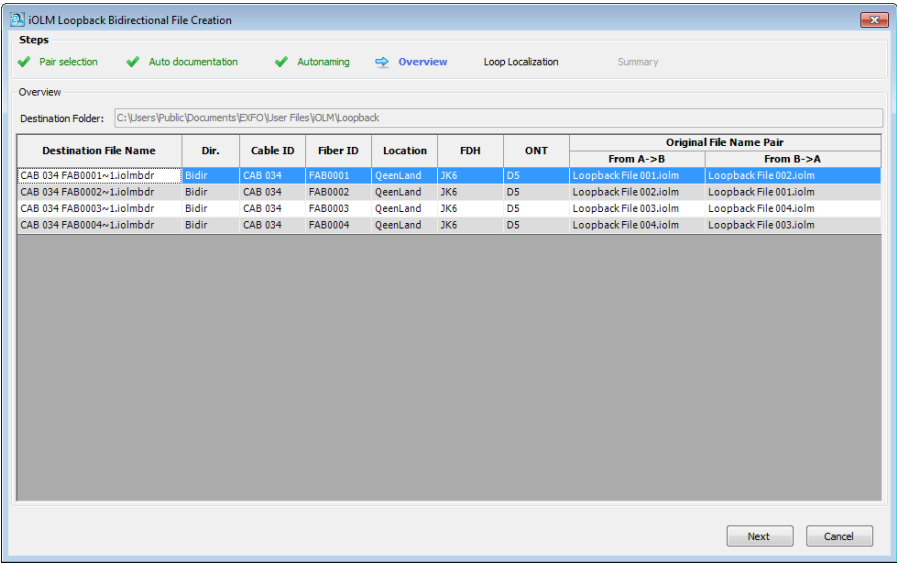 iOLM Loopback Bidirectional File Creation
Steps
Pair selection Auto documentation Autonaming Overview Loop Localization Summary
Overview
Destination Folder: C:\Users\Public\Documents\EXFO\User Files\iOLM\Loopback
Original File Name Pair
Destination File Name Dir. Cable ID Fiber ID Location FDH ONT From A->B From B->A
CAB 034 FAB0001~1.iolmbdr Bidir CAB 034 FAB0001 QeenLand JK6 D5 Loopback File 001.iolm Loopback File 002.iolm
CAB 034 FAB0002~1.iolmbdr Bidir CAB 034 FAB0002 QeenLand JK6 D5 Loopback File 002.iolm Loopback File 001.iolm
CAB 034 FAB0003~1.iolmbdr Bidir CAB 034 FAB0003 QeenLand JK6 D5 Loopback File 003.iolm Loopback File 004.iolm
CAB 034 FAB0004~1.iolmbdr Bidir CAB 034 FAB0004 QeenLand JK6 D5 Loopback File 004.iolm Loopback File 003.iolm
Next Cancel